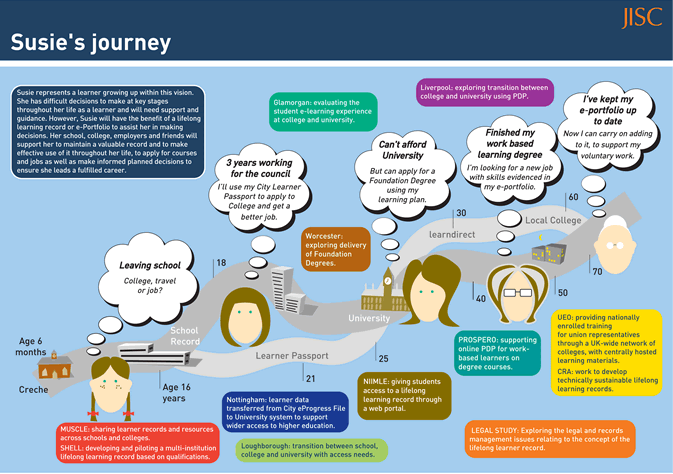 JISC
Susie's journey
Susie represents a learner growing up within this vision.
She has difficult decisions to make at key stages
throughout her life as a learner and will need support and
guidance. However, Susie will have the benefit of a lifelong
learning record or e-Portfolio to assist her in making
decisions. Her school, college, employers and friends will
support her to maintain a valuable record and to make
effective use of it throughout her life, to apply for courses
and jobs as well as make informed planned decisions to
ensure she leads a fulfilled career.
Glamorgan: evaluating the
student e-learning experience
at college and university.
Liverpool: exploring transition between
college and university using PDP.
I've kept my
e-portfolio up
to date
Now I can carry on adding
to it, to support my
voluntary work.
3 years working
for the council
I'll use my City Learner
Passport to apply to
College and get a
better job.
Can't afford
University
But can apply for a
Foundation Degree
using my
learning plan.
Finished my
work based
learning degree
I'm looking for a new job
with skills evidenced in
my e-portfolio.
Leaving school
College, travel
or job?
Worcester:
exploring delivery
of Foundation
Degrees.
18
30
learndirect
Local College
60
70
School
Record
University
40
50
Age 6
months
Creche
Learner Passport
25
21
Age 16
years
PROSPERO: supporting
online PDP for work-
based learners on
degree courses.
UEO: providing nationally
enrolled training
for union representatives
through a UK-wide network of
colleges, with centrally hosted
learning materials.
CRA: work to develop
technically sustainable lifelong
learning records.
NIIMLE: giving students
access to a lifelong
learning record through
a web portal.
Nottingham: learner data
transferred from City eProgress File
to University system to support
wider access to higher education.
MUSCLE: sharing learner records and resources
across schools and colleges.
SHELL: developing and piloting a multi-institution
lifelong learning record based on qualifications.
Loughborough: transition between school,
college and university with access needs.
LEGAL STUDY: Exploring the legal and records
management issues relating to the concept of the
lifelong learner record.